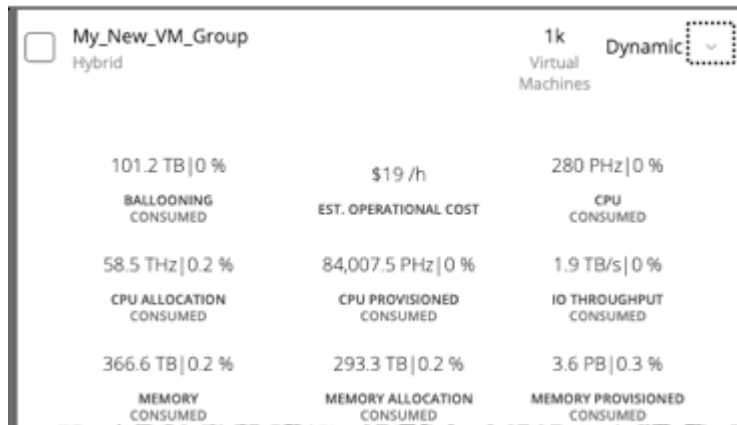 My_New_VM_Group
Hybrid
1k
Virtual
Machines
Dynamic
101.2 TB|0 %
BALLOONING
CONSUMED
$19 /h
EST. OPERATIONAL COST
280 PHz|0 %
CPU
CONSUMED
58.5 THz|0.2 %
CPU ALLOCATION
CONSUMED
84,007.5 PHz|0 %
CPU PROVISIONED
CONSUMED
1.9 TB/s|0 %
IO THROUGHPUT
CONSUMED
366.6 TB|0.2 %
MEMORY
CONSUMED
293.3 TB|0.2 %
MEMORY ALLOCATION
CONSUMED
3.6 PB|0.3 %
MEMORY PROVISIONED
CONSUMED